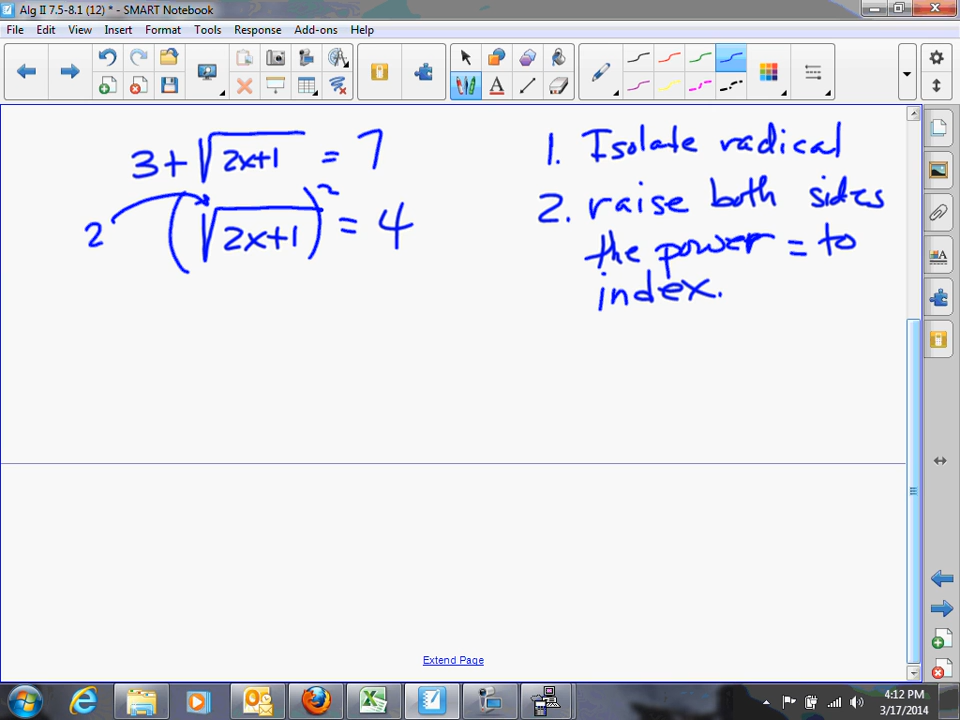 Alg II 7.5-8.1 (12) * - SMART Notebook
File Edit View Insert Format Tools Response Add-ons Help
3 + √2x+1 = 7
2 (√2x+1)² = 4
1. Isolate radical
2. raise both sides
the power = to
index.
Extend Page
4:12 PM
3/17/2014